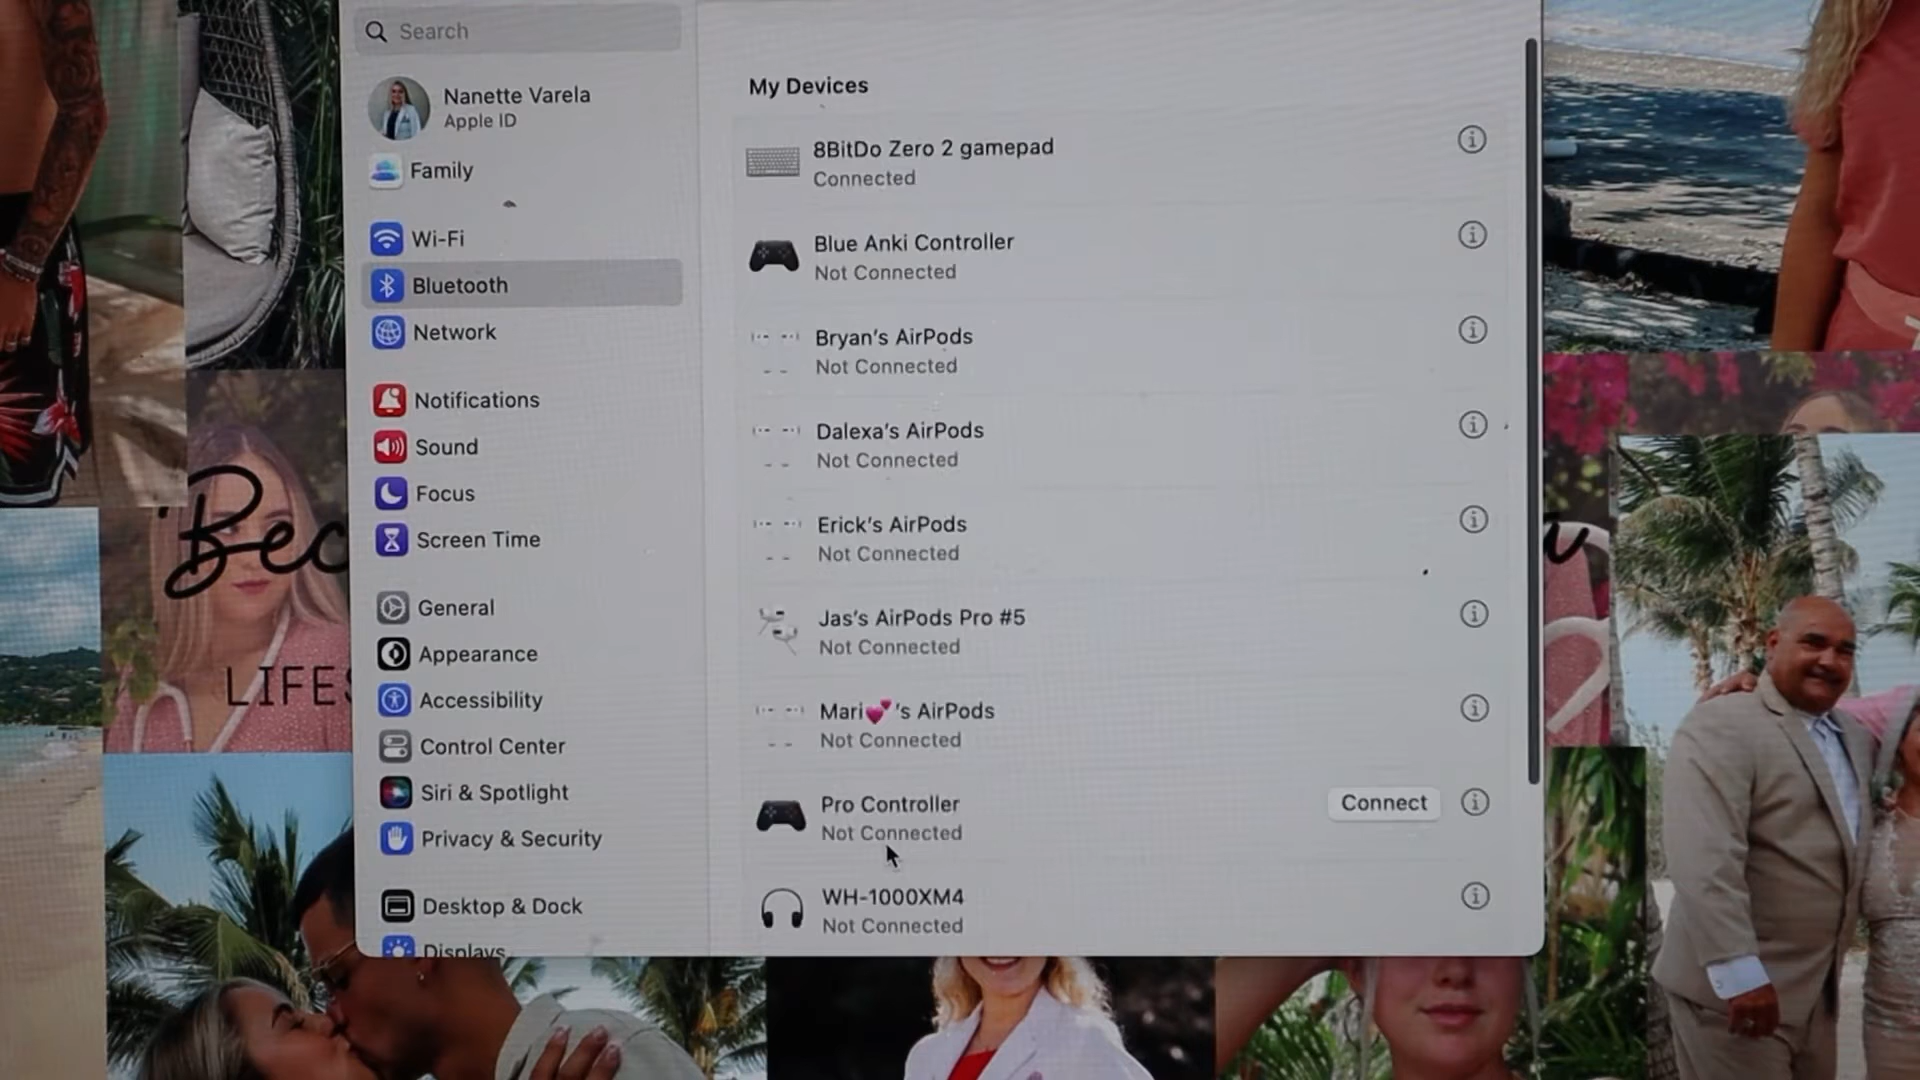 Search
Nanette Varela
Apple ID
Family
Wi-Fi
Bluetooth
Network
Notifications
Sound
Focus
Screen Time
General
Appearance
Accessibility
Control Center
Siri & Spotlight
Privacy & Security
Desktop & Dock
Displays
My Devices
8BitDo Zero 2 gamepad
Connected
Blue Anki Controller
Not Connected
Bryan's AirPods
Not Connected
Dalexa's AirPods
Not Connected
Erick's AirPods
Not Connected
Jas's AirPods Pro #5
Not Connected
Mari💕's AirPods
Not Connected
Pro Controller
Not Connected
Connect
WH-1000XM4
Not Connected
Bec
LIFES